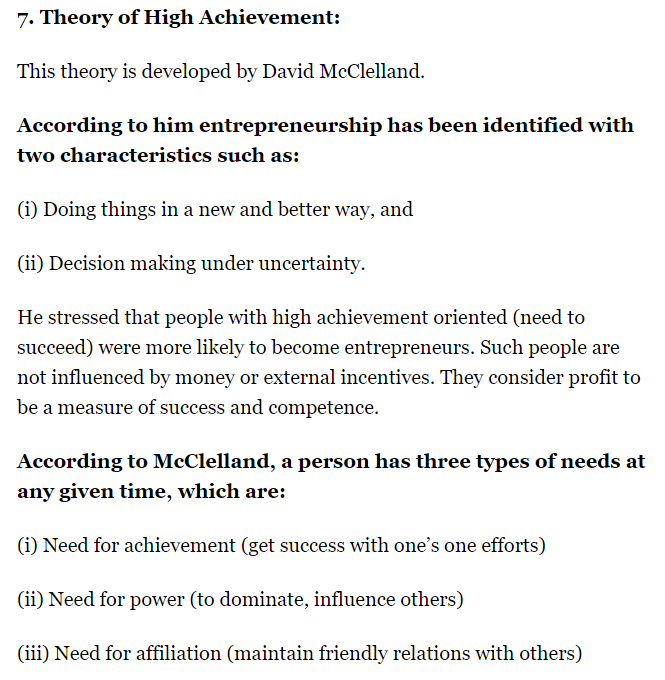 7. Theory of High Achievement:
This theory is developed by David McClelland.
According to him entrepreneurship has been identified with
two characteristics such as:
(i) Doing things in a new and better way, and
(ii) Decision making under uncertainty.
He stressed that people with high achievement oriented (need to
succeed) were more likely to become entrepreneurs. Such people are
not influenced by money or external incentives. They consider profit to
be a measure of success and competence.
According to McClelland, a person has three types of needs at
any given time, which are:
(i) Need for achievement (get success with one’s one efforts)
(ii) Need for power (to dominate, influence others)
(iii) Need for affiliation (maintain friendly relations with others)